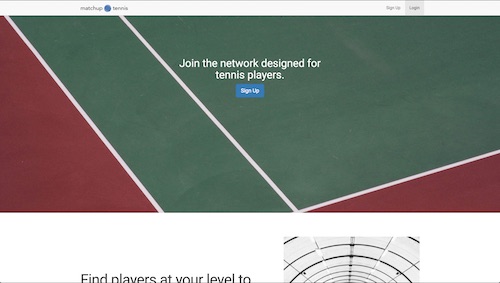 matchup tennis
Sign Up
Login
Join the network designed for
tennis players.
Sign Up
Find players at your level to